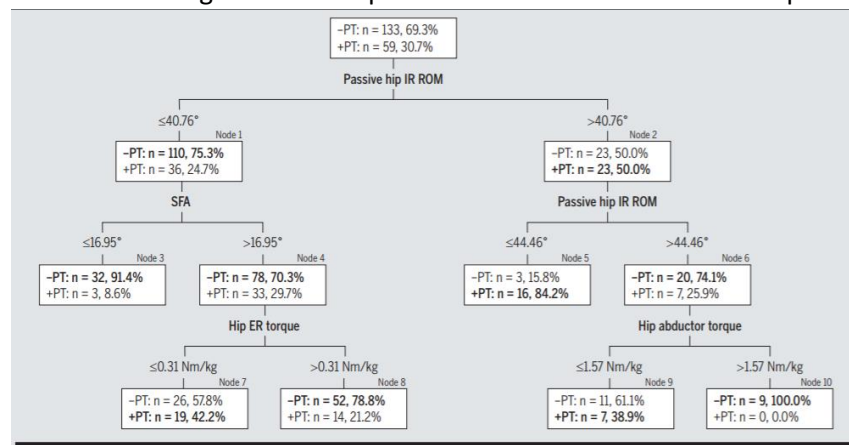 –PT: n = 133, 69.3%
+PT: n = 59, 30.7%
Passive hip IR ROM
≤40.76°
>40.76°
Node 1
Node 2
–PT: n = 110, 75.3%
+PT: n = 36, 24.7%
–PT: n = 23, 50.0%
+PT: n = 23, 50.0%
SFA
Passive hip IR ROM
≤16.95°
>16.95°
≤44.46°
>44.46°
Node 3
Node 4
Node 5
Node 6
–PT: n = 32, 91.4%
+PT: n = 3, 8.6%
–PT: n = 78, 70.3%
+PT: n = 33, 29.7%
–PT: n = 3, 15.8%
+PT: n = 16, 84.2%
–PT: n = 20, 74.1%
+PT: n = 7, 25.9%
Hip ER torque
Hip abductor torque
≤0.31 Nm/kg
>0.31 Nm/kg
≤1.57 Nm/kg
>1.57 Nm/kg
Node 7
Node 8
Node 9
Node 10
–PT: n = 26, 57.8%
+PT: n = 19, 42.2%
–PT: n = 52, 78.8%
+PT: n = 14, 21.2%
–PT: n = 11, 61.1%
+PT: n = 7, 38.9%
–PT: n = 9, 100.0%
+PT: n = 0, 0.0%